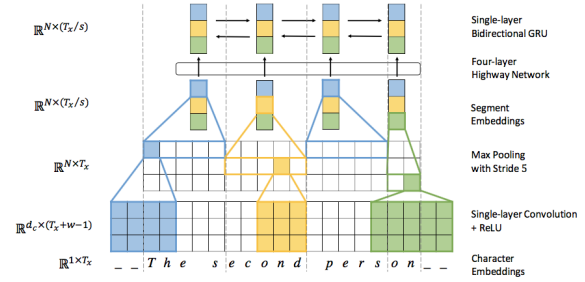 ℝ^{N×(T_x/s)}
Single-layer
Bidirectional GRU
Four-layer
Highway Network
ℝ^{N×(T_x/s)}
Segment
Embeddings
ℝ^{N×T_x}
Max Pooling
with Stride 5
ℝ^{d_c×(T_x+w−1)}
Single-layer Convolution
+ ReLU
ℝ^{1×T_x}
_ _ T h e s e c o n d p e r s o n _ _
Character
Embeddings